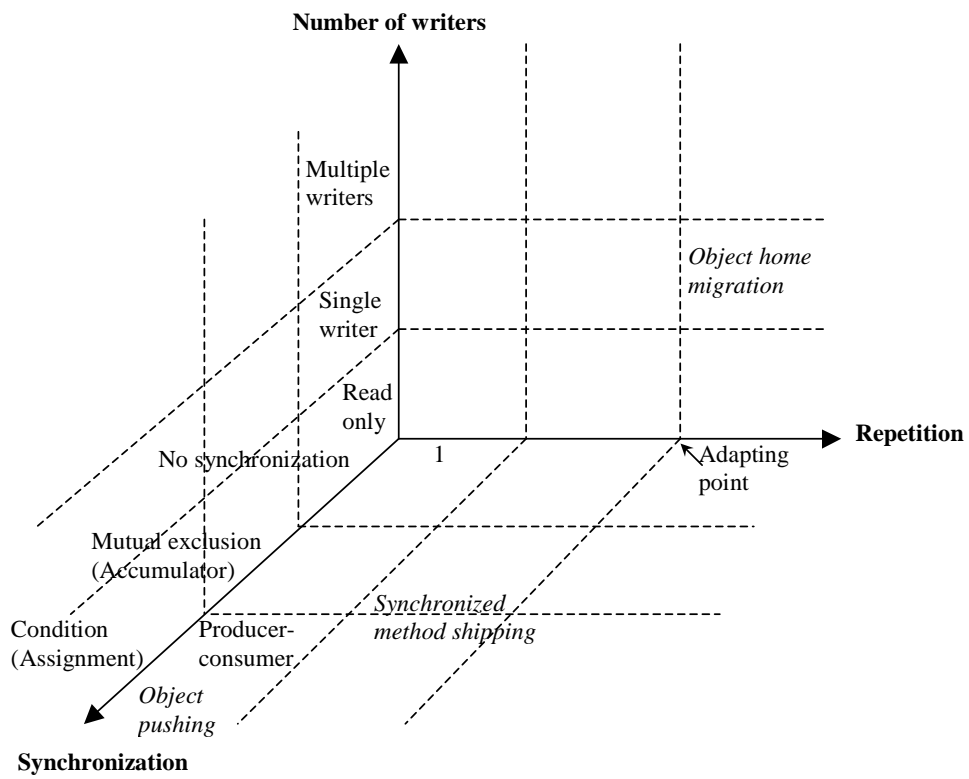 Number of writers
Multiple
writers
Object home
migration
Single
writer
Read
only
Repetition
1
Adapting
point
No synchronization
Mutual exclusion
(Accumulator)
Synchronized
method shipping
Condition
(Assignment)
Producer-
consumer
Object
pushing
Synchronization